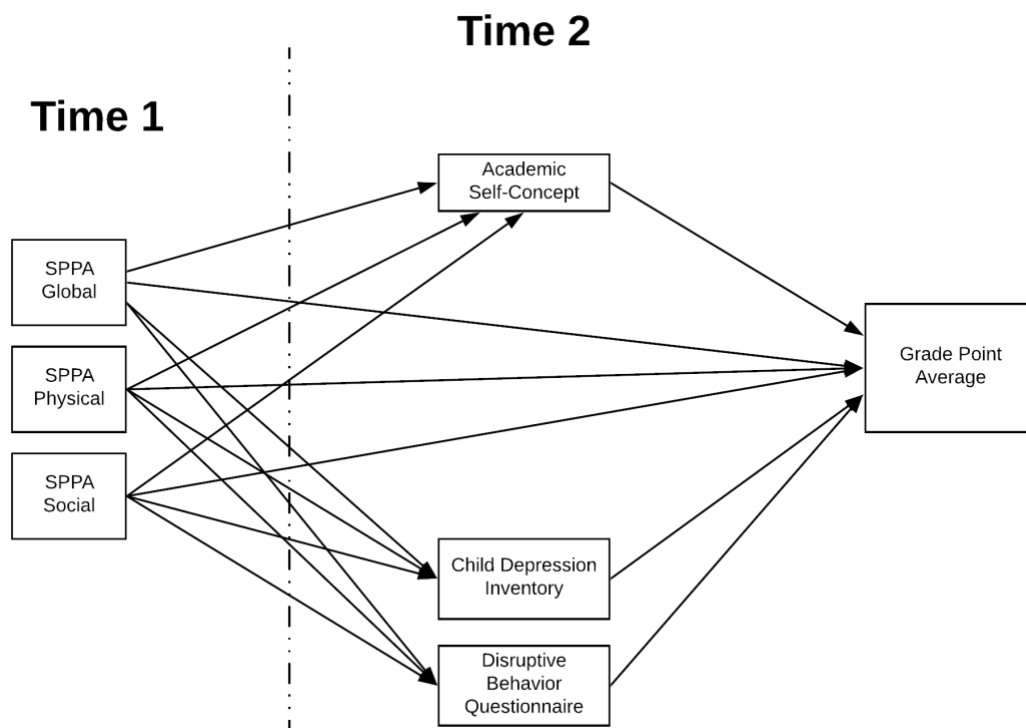 Time 2
Time 1
Academic
Self-Concept
SPPA
Global
SPPA
Physical
SPPA
Social
Grade Point
Average
Child Depression
Inventory
Disruptive
Behavior
Questionnaire